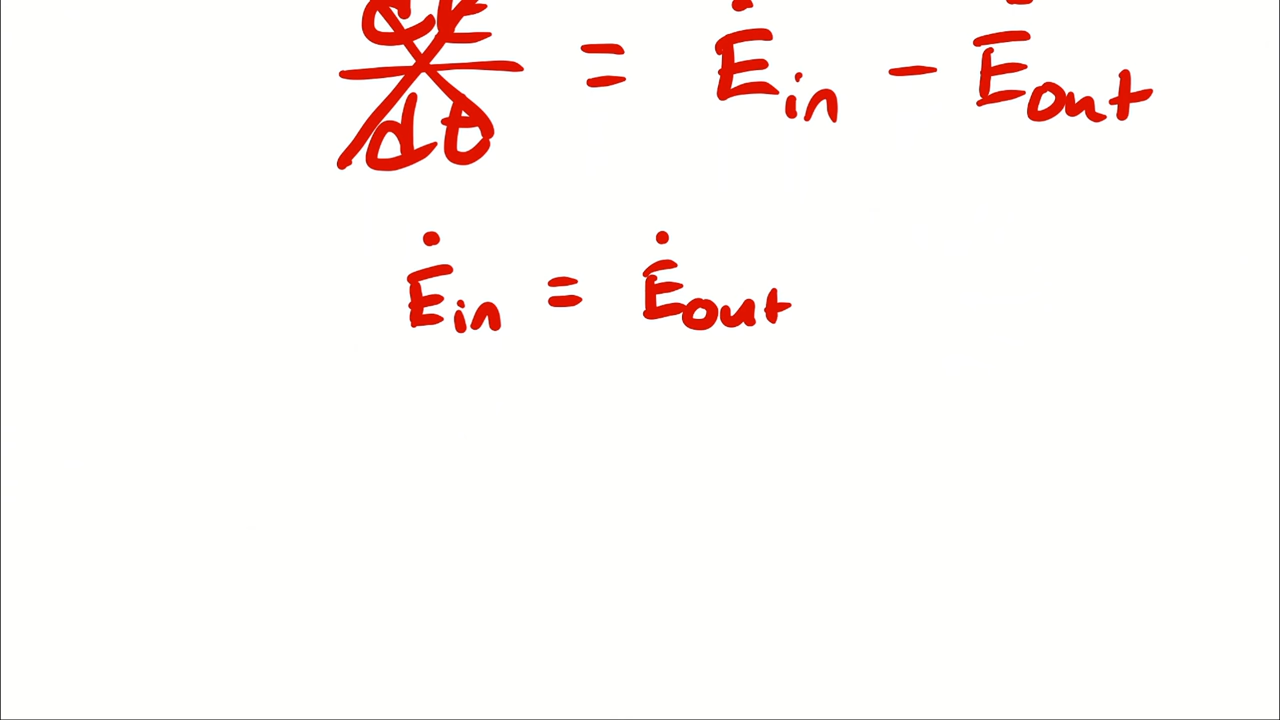 dE/dt = Ėin − Ėout
Ėin = Ėout